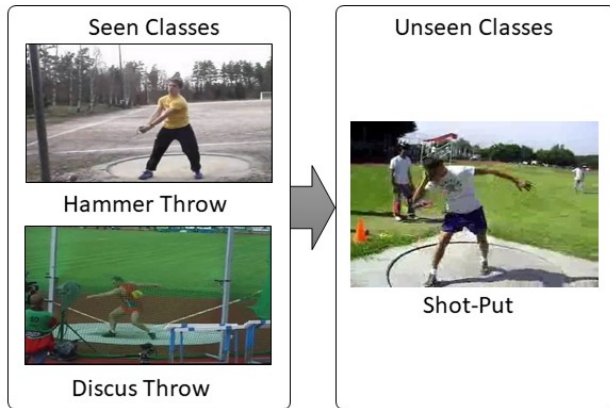 Seen Classes
Hammer Throw
Discus Throw
Unseen Classes
Shot-Put